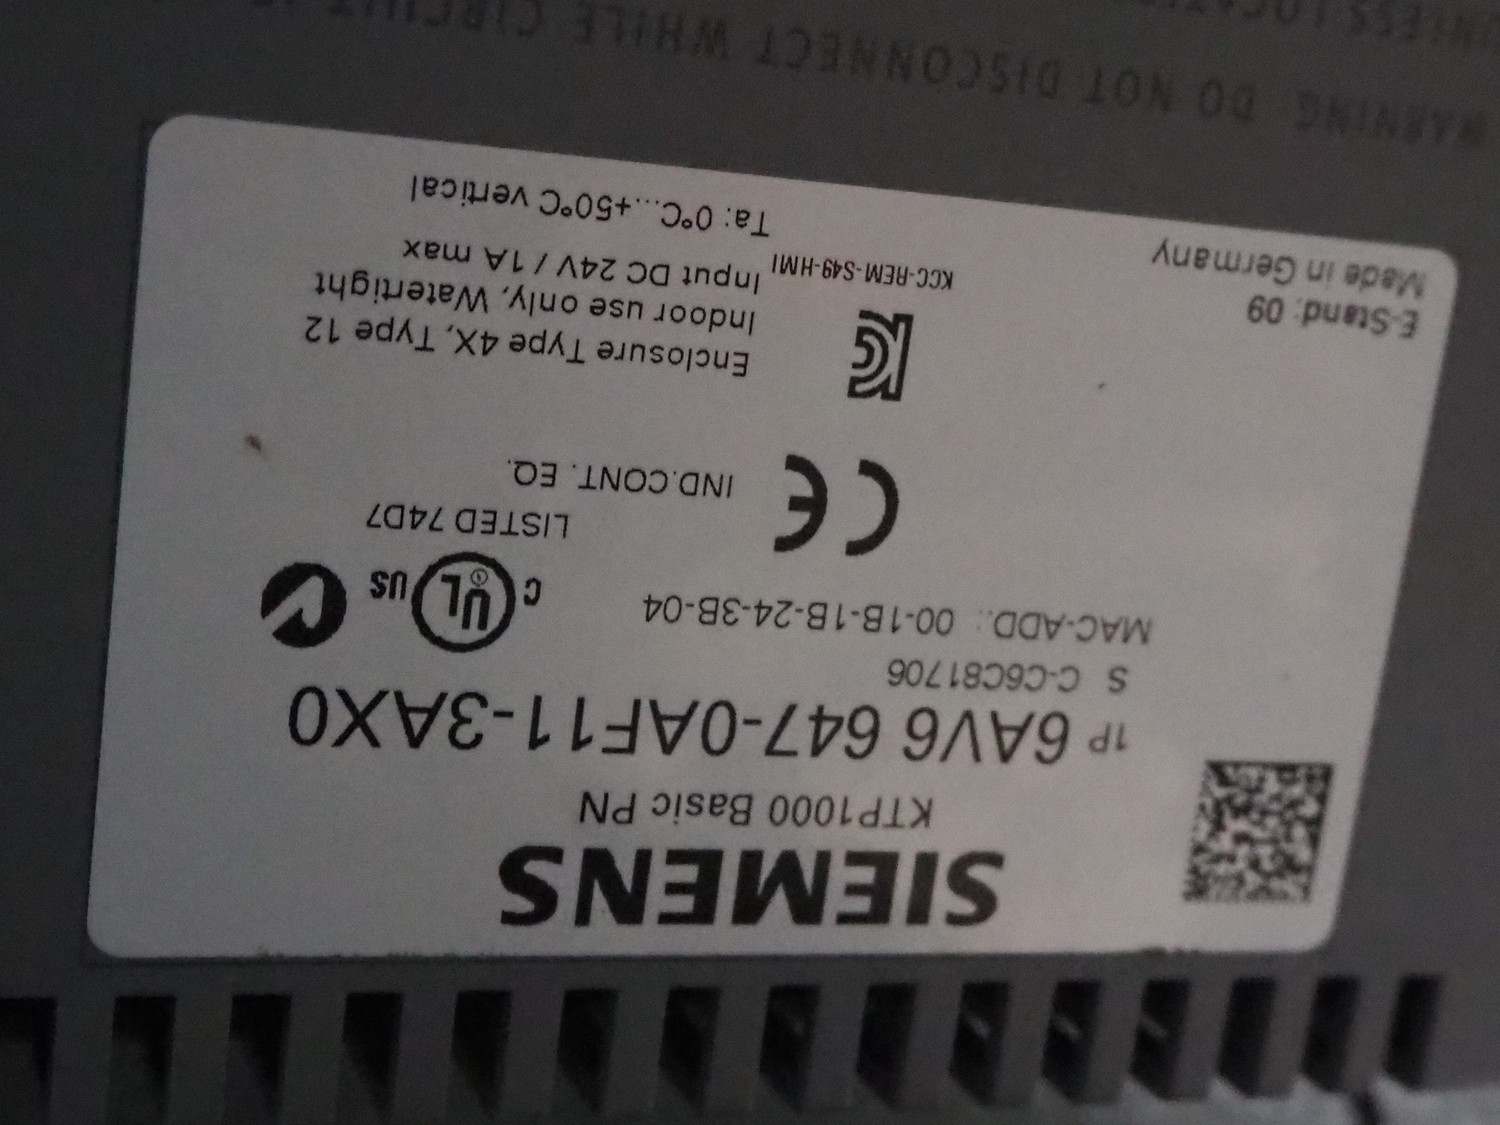 SIEMENS
KTP1000 Basic PN
1P 6AV6 647-0AF11-3AX0
S C-C6C81706
MAC-ADD.: 00-1B-1B-24-3B-04
C UL US
LISTED 74D7
IND.CONT. EQ.
CE
Enclosure Type 4X, Type 12
Indoor use only, Watertight
Input DC 24V / 1A max
KCC-REM-S49-HMI
Ta: 0°C...+50°C vertical
E-Stand: 09
Made in Germany
WARNING: DO NOT DISCONNECT WHILE CIRCUIT
UNLESS